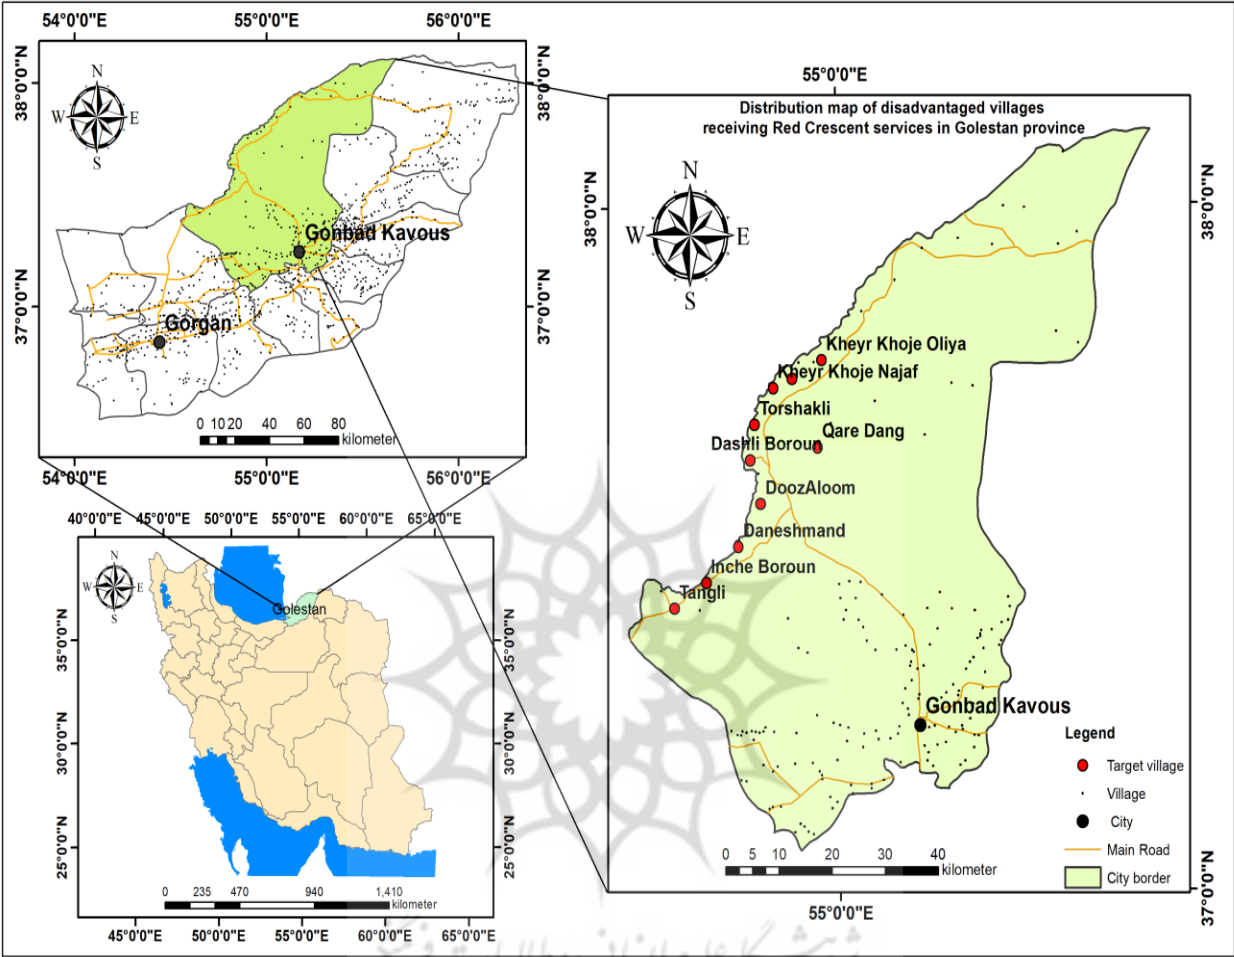 54°0'0"E
55°0'0"E
56°0'0"E
38°0'0"N
37°0'0"N
38°0'0"N
37°0'0"N
N
W
E
S
Gonbad Kavous
Gorgan
0 10 20 40 60 80
kilometer
54°0'0"E
55°0'0"E
56°0'0"E
40°0'0"E
45°0'0"E
50°0'0"E
55°0'0"E
60°0'0"E
65°0'0"E
35°0'0"N
30°0'0"N
25°0'0"N
35°0'0"N
30°0'0"N
25°0'0"N
N
W
E
S
Golestan
0 235 470 940 1,410
kilometer
45°0'0"E
50°0'0"E
55°0'0"E
60°0'0"E
65°0'0"E
55°0'0"E
Distribution map of disadvantaged villages
receiving Red Crescent services in Golestan province
38°0'0"N
38°0'0"N
37°0'0"N
N
W
E
S
Kheyr Khoje Oliya
Kheyr Khoje Najaf
Torshakli
Qare Dang
Dashli Boroun
DoozAloom
Daneshmand
Inche Boroun
Tangli
Gonbad Kavous
Legend
Target village
Village
City
Main Road
City border
0 5 10 20 30 40
kilometer
55°0'0"E